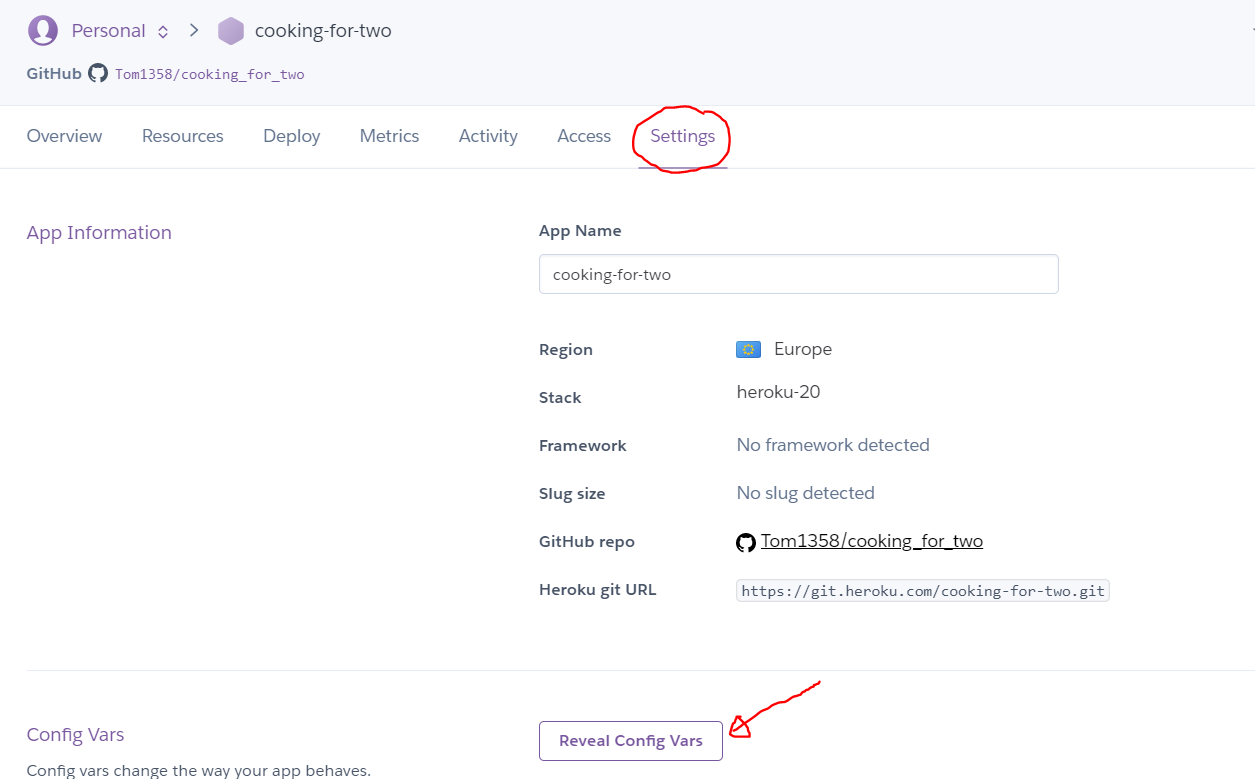 Personal cooking-for-two
GitHub Tom1358/cooking_for_two
Overview Resources Deploy Metrics Activity Access Settings
App Information
App Name
cooking-for-two
Region Europe
Stack heroku-20
Framework No framework detected
Slug size No slug detected
GitHub repo Tom1358/cooking_for_two
Heroku git URL https://git.heroku.com/cooking-for-two.git
Config Vars Reveal Config Vars
Config vars change the way your app behaves.